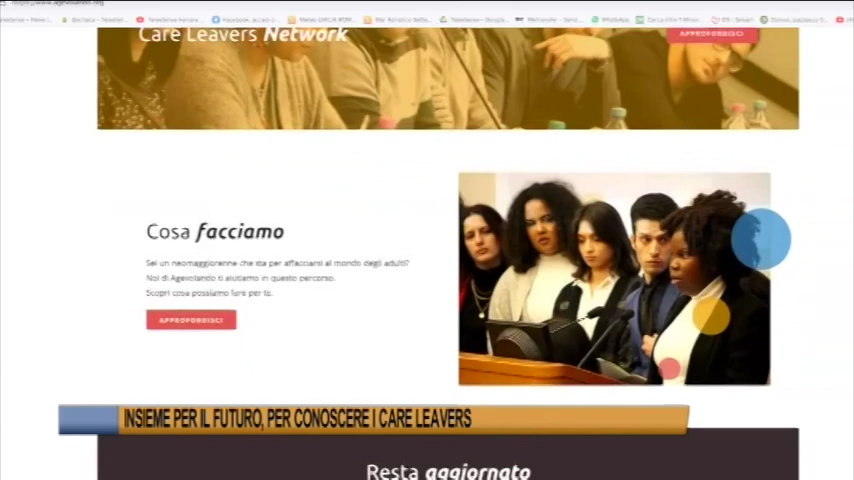 Care Leavers Network
APPROFONDISCI
Cosa facciamo
Sei un neomaggiorenne che sta per affacciarsi al mondo degli adulti?
Noi di Agevolando ti aiutiamo in questo percorso.
Scopri cosa possiamo fare per te.
APPROFONDISCI
INSIEME PER IL FUTURO, PER CONOSCERE I CARE LEAVERS
Resta aggiornato